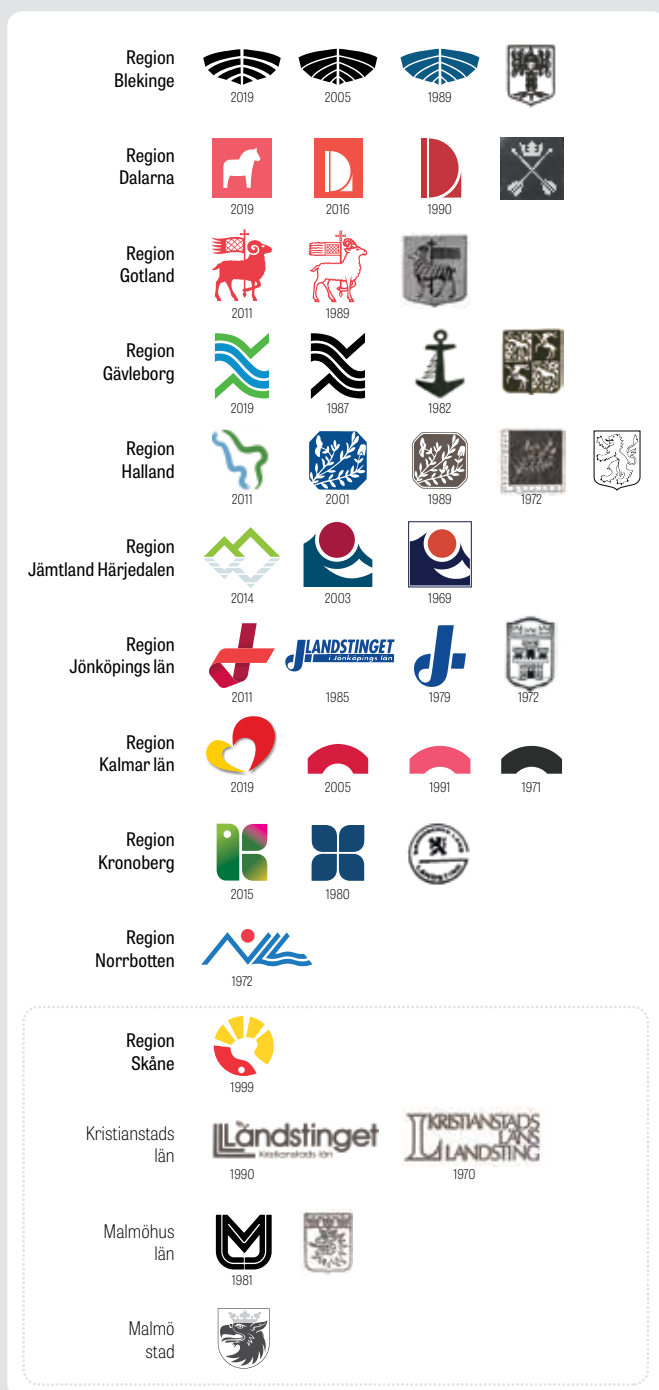 Region
Blekinge
2019 2005 1989
Region
Dalarna
2019 2016 1990
Region
Gotland
2011 1989
Region
Gävleborg
2019 1987 1982
Region
Halland
2011 2001 1989 1972
Region
Jämtland Härjedalen
2014 2003 1969
Region
Jönköpings län
LANDSTINGET
i Jönköpings län
2011 1985 1979 1972
Region
Kalmar län
2019 2005 1991 1971
Region
Kronoberg
LANDSTING
2015 1980
Region
Norrbotten
1972
Region
Skåne
1999
Kristianstads
län
Landstinget
Kristianstads län
KRISTIANSTADS
LÄNS
LANDSTING
1990 1970
Malmöhus
län
1981
Malmö
stad